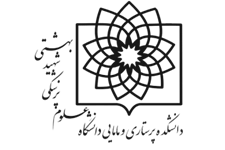 دانشکده پرستاری و مامایی دانشگاه
علوم
پزشکی
شهید
بهشتی